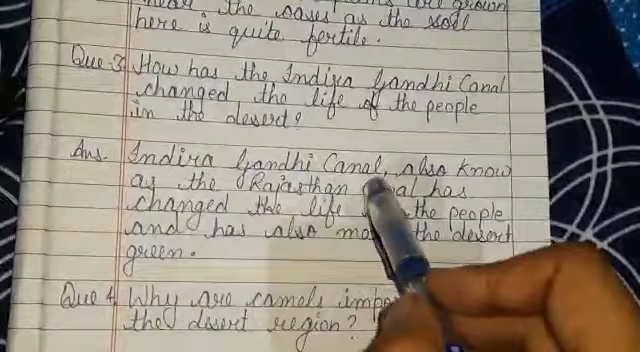 near the oases as the soil
here is quite fertile.
Que 3 How has the Indira Gandhi Canal
changed the life of the people
in the desert?
Ans. Indira Gandhi Canal, also know
as the Rajasthan has
changed the life the people
and has also the desert
green.
Que 4 Why are camels
the desert region?